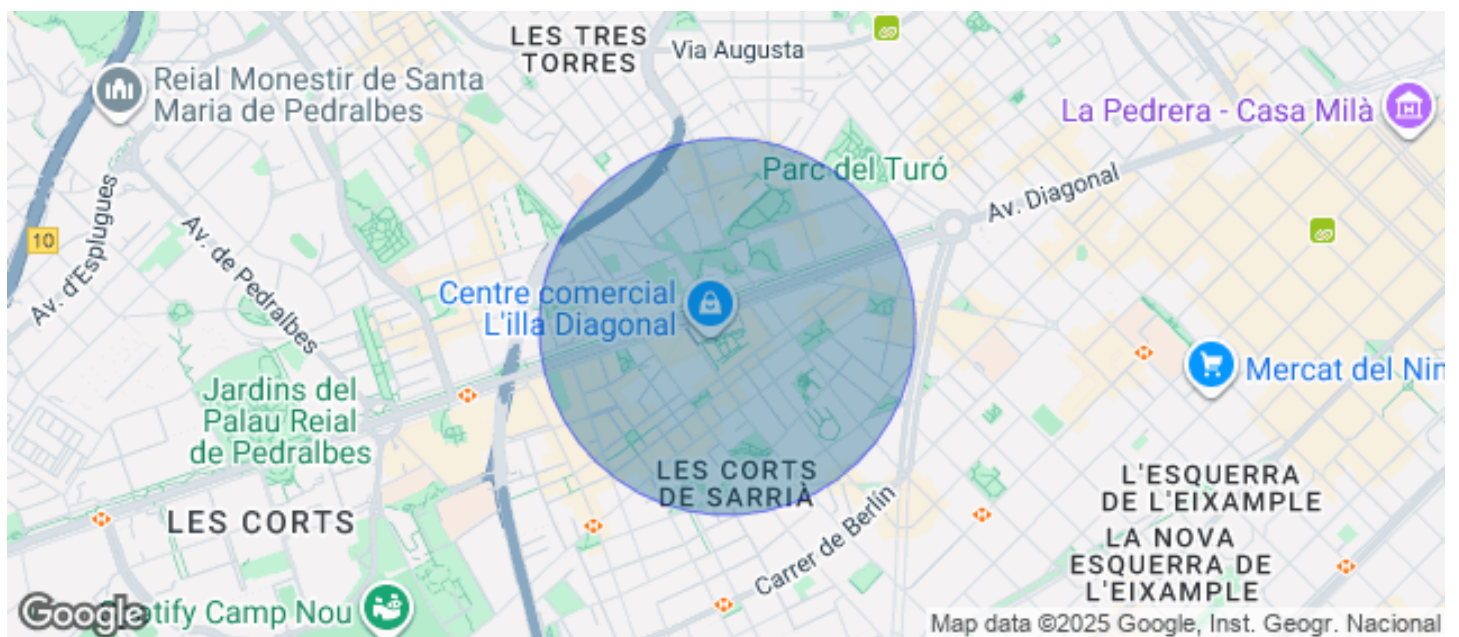 LES TRES
TORRES
Via Augusta
Reial Monestir de Santa
Maria de Pedralbes
La Pedrera - Casa Milà
Parc del Turó
Av. Diagonal
10
Av. d'Esplugues
Av. de Pedralbes
Centre comercial
L'illa Diagonal
Mercat del Nin
Jardins del
Palau Reial
de Pedralbes
LES CORTS
DE SARRIÀ
L'ESQUERRA
DE L'EIXAMPLE
LES CORTS
Carrer de Berlín
LA NOVA
ESQUERRA DE
L'EIXAMPLE
Google
otify Camp Nou
Map data ©2025 Google, Inst. Geogr. Nacional